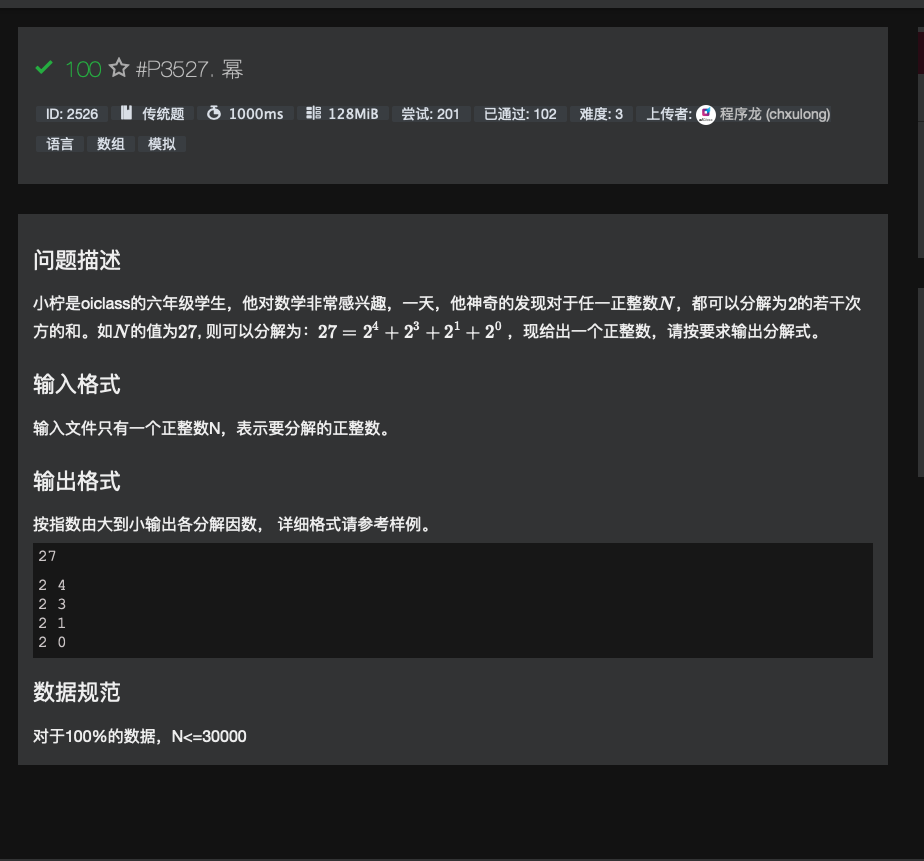 100 #P3527. 幂
ID: 2526 传统题 1000ms 128MiB 尝试: 201 已通过: 102 难度: 3 上传者: 程序龙 (chxulong)
语言 数组 模拟
问题描述
小柠是oiclass的六年级学生，他对数学非常感兴趣，一天，他神奇的发现对于任一正整数N，都可以分解为2的若干次
方的和。如N的值为27, 则可以分解为：27 = 2^4 + 2^3 + 2^1 + 2^0 ，现给出一个正整数，请按要求输出分解式。
输入格式
输入文件只有一个正整数N，表示要分解的正整数。
输出格式
按指数由大到小输出各分解因数， 详细格式请参考样例。
27
2 4
2 3
2 1
2 0
数据规范
对于100%的数据，N<=30000